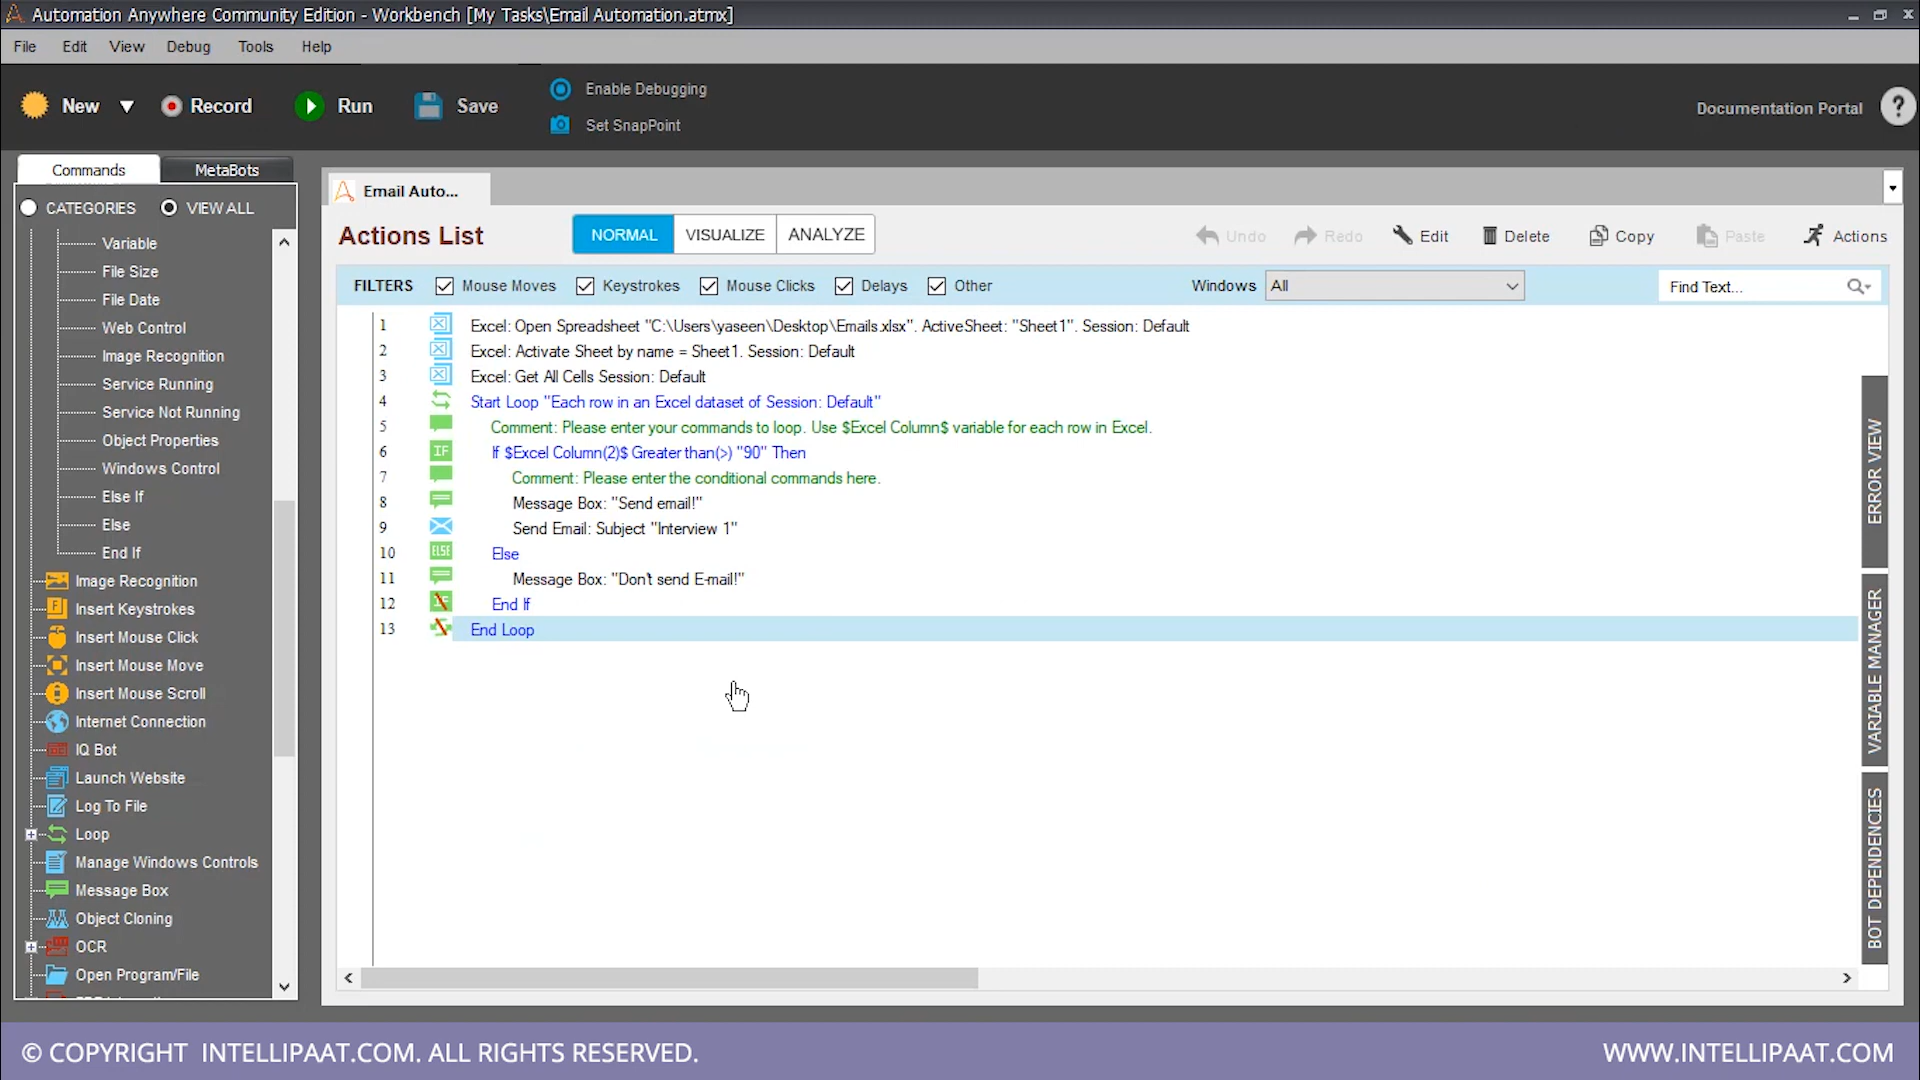 Automation Anywhere Community Edition - Workbench [My Tasks\Email Automation.atmx]
File Edit View Debug Tools Help
New Record Run Save
Enable Debugging
Set SnapPoint
Documentation Portal ?
Commands MetaBots
CATEGORIES VIEW ALL
Variable
File Size
File Date
Web Control
Image Recognition
Service Running
Service Not Running
Object Properties
Windows Control
Else If
Else
End If
Image Recognition
Insert Keystrokes
Insert Mouse Click
Insert Mouse Move
Insert Mouse Scroll
Internet Connection
IQ Bot
Launch Website
Log To File
Loop
Manage Windows Controls
Message Box
Object Cloning
OCR
Open Program/File
Email Auto...
Actions List
NORMAL VISUALIZE ANALYZE
Undo Redo Edit Delete Copy Paste Actions
FILTERS Mouse Moves Keystrokes Mouse Clicks Delays Other Windows All Find Text...
1 Excel: Open Spreadsheet "C:\Users\yaseen\Desktop\Emails.xlsx". ActiveSheet: "Sheet1". Session: Default
2 Excel: Activate Sheet by name = Sheet1. Session: Default
3 Excel: Get All Cells Session: Default
4 Start Loop "Each row in an Excel dataset of Session: Default"
5 Comment: Please enter your commands to loop. Use $Excel Column$ variable for each row in Excel.
6 IF If $Excel Column(2)$ Greater than(>) "90" Then
7 Comment: Please enter the conditional commands here.
8 Message Box: "Send email!"
9 Send Email: Subject "Interview 1"
10 ELSE Else
11 Message Box: "Don't send E-mail!"
12 End If
13 End Loop
ERROR VIEW
VARIABLE MANAGER
BOT DEPENDENCIES
© COPYRIGHT INTELLIPAAT.COM. ALL RIGHTS RESERVED.
WWW.INTELLIPAAT.COM